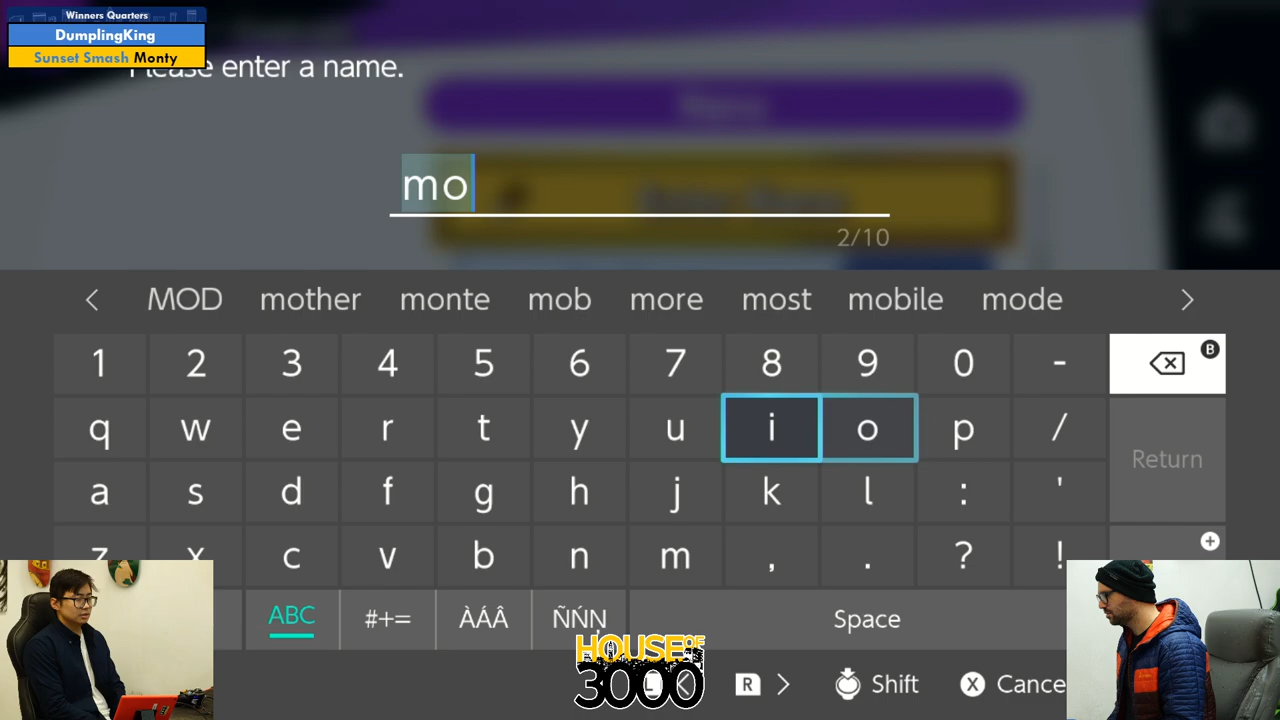 Winners Quarters
DumplingKing
Sunset Smash Monty
Please enter a name.
mo
2/10
MOD mother monte mob more most mobile mode
1 2 3 4 5 6 7 8 9 0 - B
q w e r t y u i o p /
Return
a s d f g h j k l : '
z x c v b n m , . ? !
ABC #+= ÀÁÂ ÑŃŅ Space
HOUSE OF
3000
L R Shift X Cance